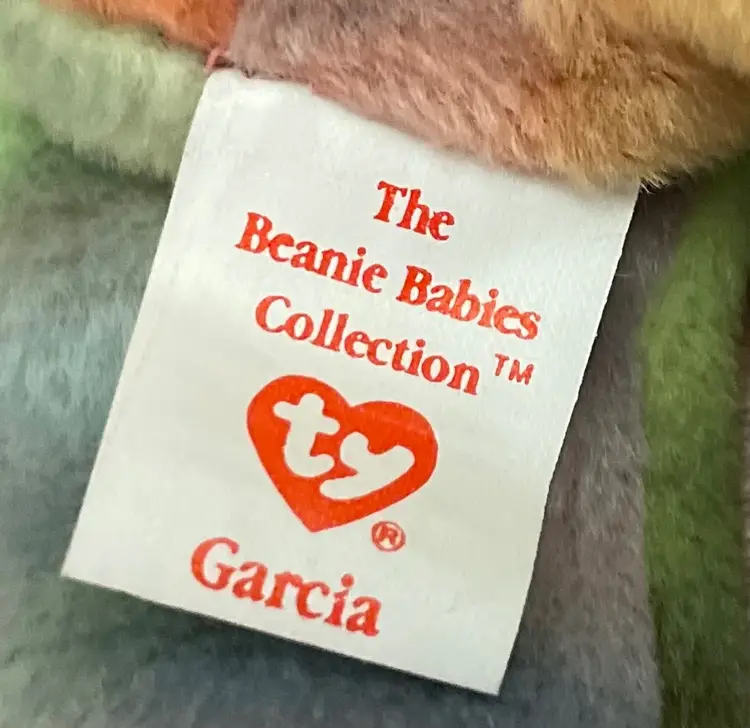 The
Beanie Babies
Collection™
ty®
Garcia